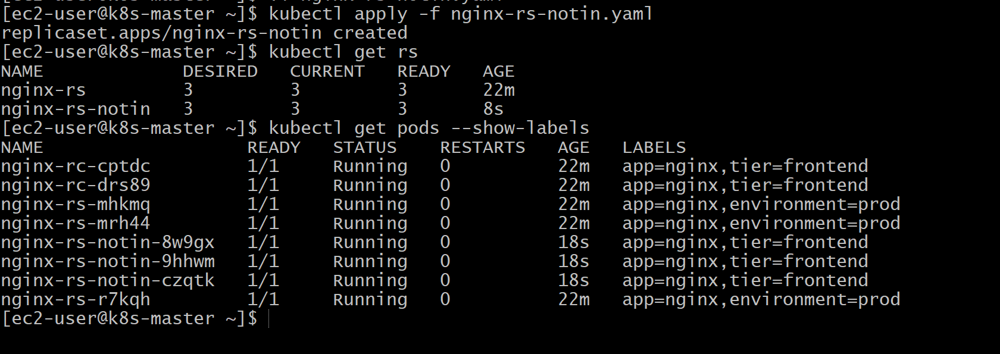 [ec2-user@k8s-master ~]$ kubectl apply -f nginx-rs-notin.yaml
replicaset.apps/nginx-rs-notin created
[ec2-user@k8s-master ~]$ kubectl get rs
NAME             DESIRED   CURRENT   READY   AGE
nginx-rs         3         3         3       22m
nginx-rs-notin   3         3         3       8s
[ec2-user@k8s-master ~]$ kubectl get pods --show-labels
NAME                   READY   STATUS    RESTARTS   AGE   LABELS
nginx-rc-cptdc         1/1     Running   0          22m   app=nginx,tier=frontend
nginx-rc-drs89         1/1     Running   0          22m   app=nginx,tier=frontend
nginx-rs-mhkmq         1/1     Running   0          22m   app=nginx,environment=prod
nginx-rs-mrh44         1/1     Running   0          22m   app=nginx,environment=prod
nginx-rs-notin-8w9gx   1/1     Running   0          18s   app=nginx,tier=frontend
nginx-rs-notin-9hhwm   1/1     Running   0          18s   app=nginx,tier=frontend
nginx-rs-notin-czqtk   1/1     Running   0          18s   app=nginx,tier=frontend
nginx-rs-r7kqh         1/1     Running   0          22m   app=nginx,environment=prod
[ec2-user@k8s-master ~]$